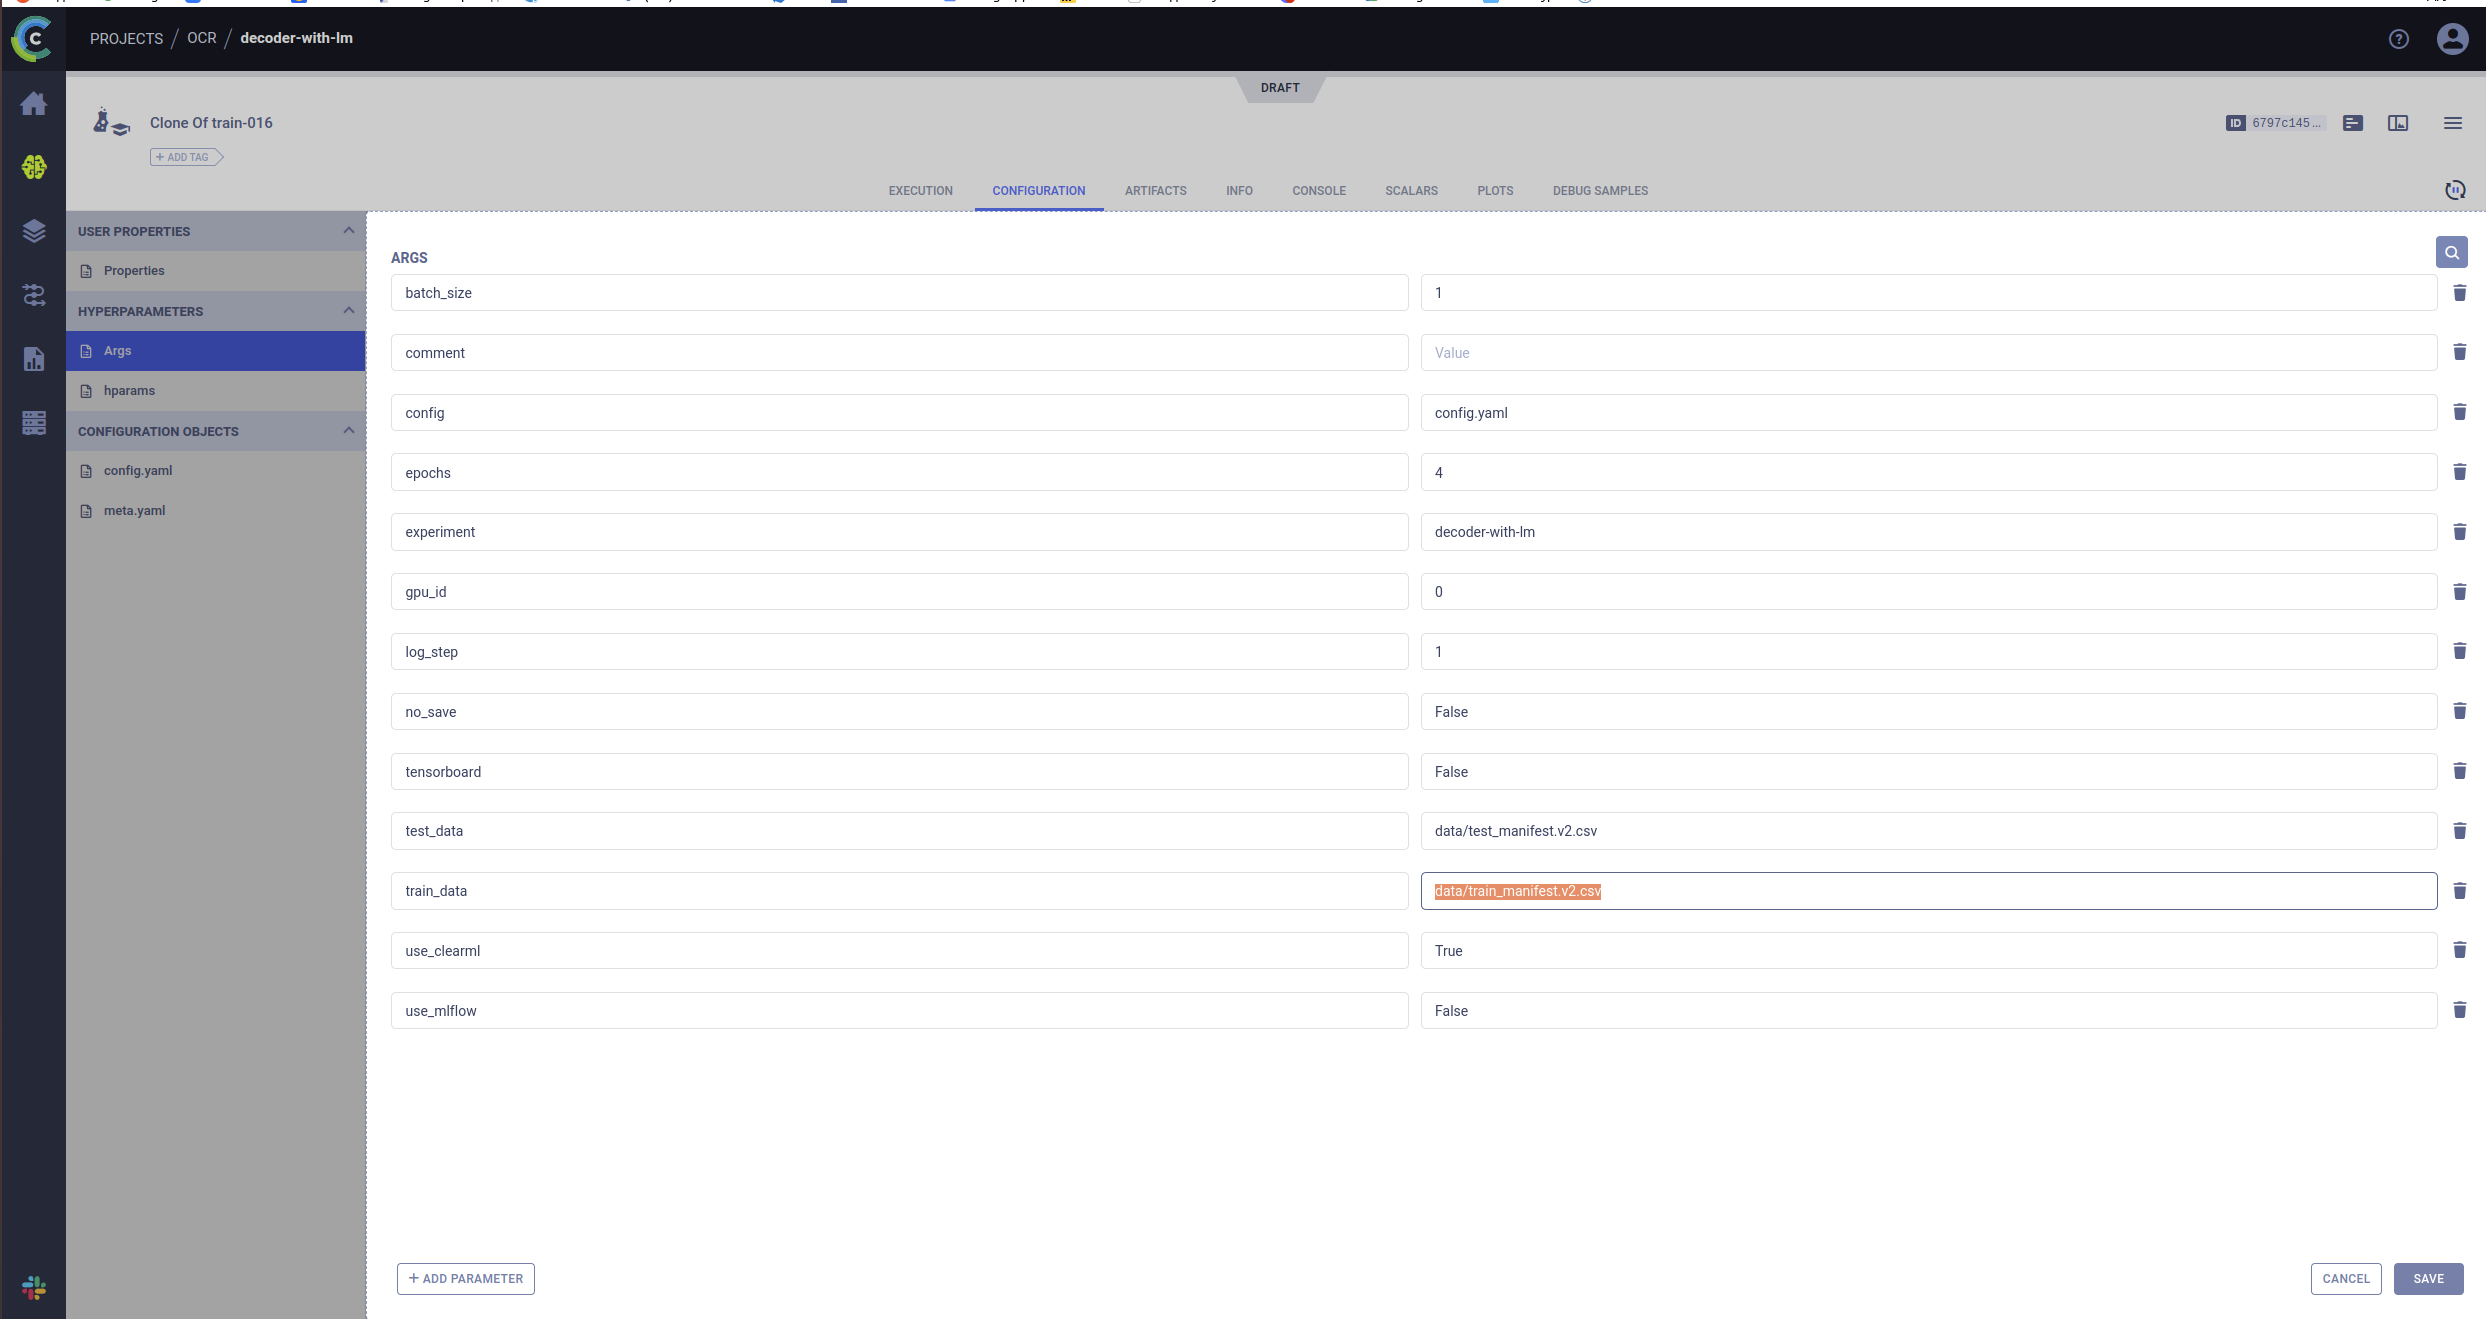 PROJECTS / OCR / decoder-with-lm
DRAFT
Clone Of train-016
ID 6797c145...
+ ADD TAG
EXECUTION CONFIGURATION ARTIFACTS INFO CONSOLE SCALARS PLOTS DEBUG SAMPLES
USER PROPERTIES
Properties
HYPERPARAMETERS
Args
hparams
CONFIGURATION OBJECTS
config.yaml
meta.yaml
ARGS
batch_size 1
comment Value
config config.yaml
epochs 4
experiment decoder-with-lm
gpu_id 0
log_step 1
no_save False
tensorboard False
test_data data/test_manifest.v2.csv
train_data data/train_manifest.v2.csv
use_clearml True
use_mlflow False
+ ADD PARAMETER
CANCEL SAVE